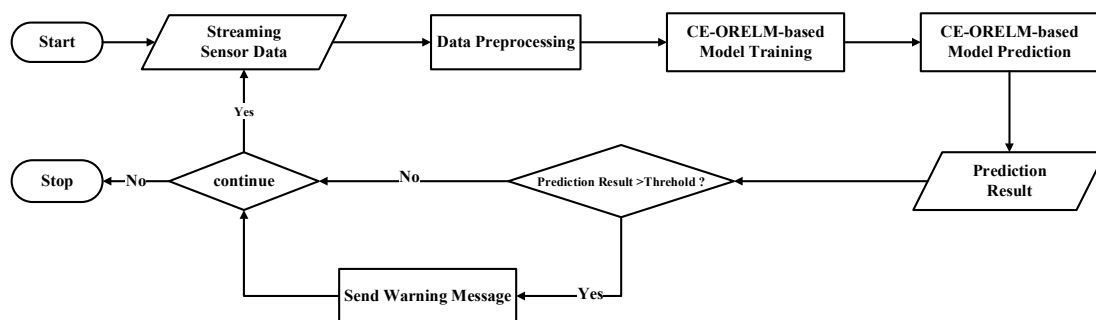 Start
Streaming
Sensor Data
Data Preprocessing
CE-ORELM-based
Model Training
CE-ORELM-based
Model Prediction
Yes
Stop
No
continue
No
Prediction Result >Threhold ?
Prediction
Result
Send Warning Message
Yes